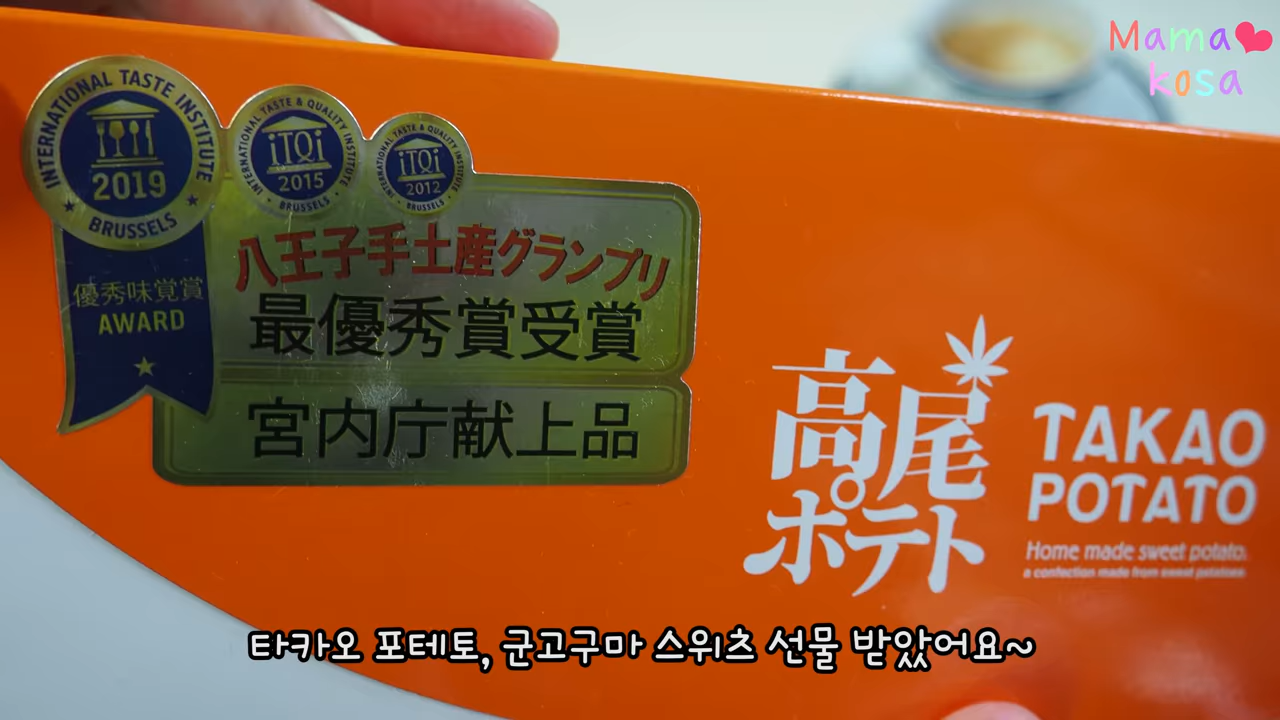 Mama
kosa
INTERNATIONAL TASTE INSTITUTE
2019
BRUSSELS
優秀味覚賞
AWARD
INTERNATIONAL TASTE & QUALITY INSTITUTE
iTQi
2015
BRUSSELS
INTERNATIONAL TASTE & QUALITY INSTITUTE
iTQi
2012
BRUSSELS
八王子手土産グランプリ
最優秀賞受賞
宮内庁献上品
高尾
ポテト
TAKAO
POTATO
Home made sweet potato.
a confection made from sweet potatoes
타카오 포테토, 군고구마 스위츠 선물 받았어요~